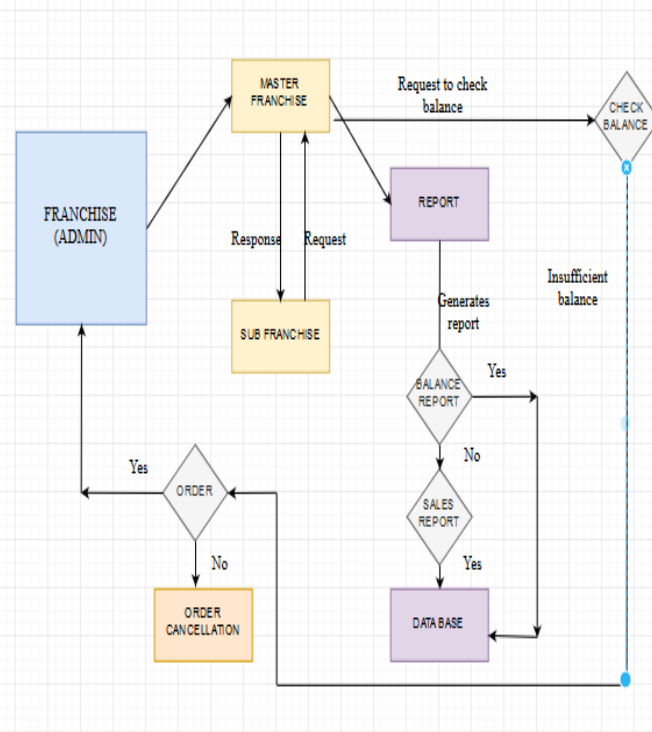 MASTER
FRANCHISE
Request to check
balance
CHECK
BALANCE
FRANCHISE
(ADMIN)
REPORT
Response
Request
Insufficient
balance
Generates
report
SUB FRANCHISE
BALANCE
REPORT
Yes
No
Yes
ORDER
SALES
REPORT
No
Yes
ORDER
CANCELLATION
DATA BASE